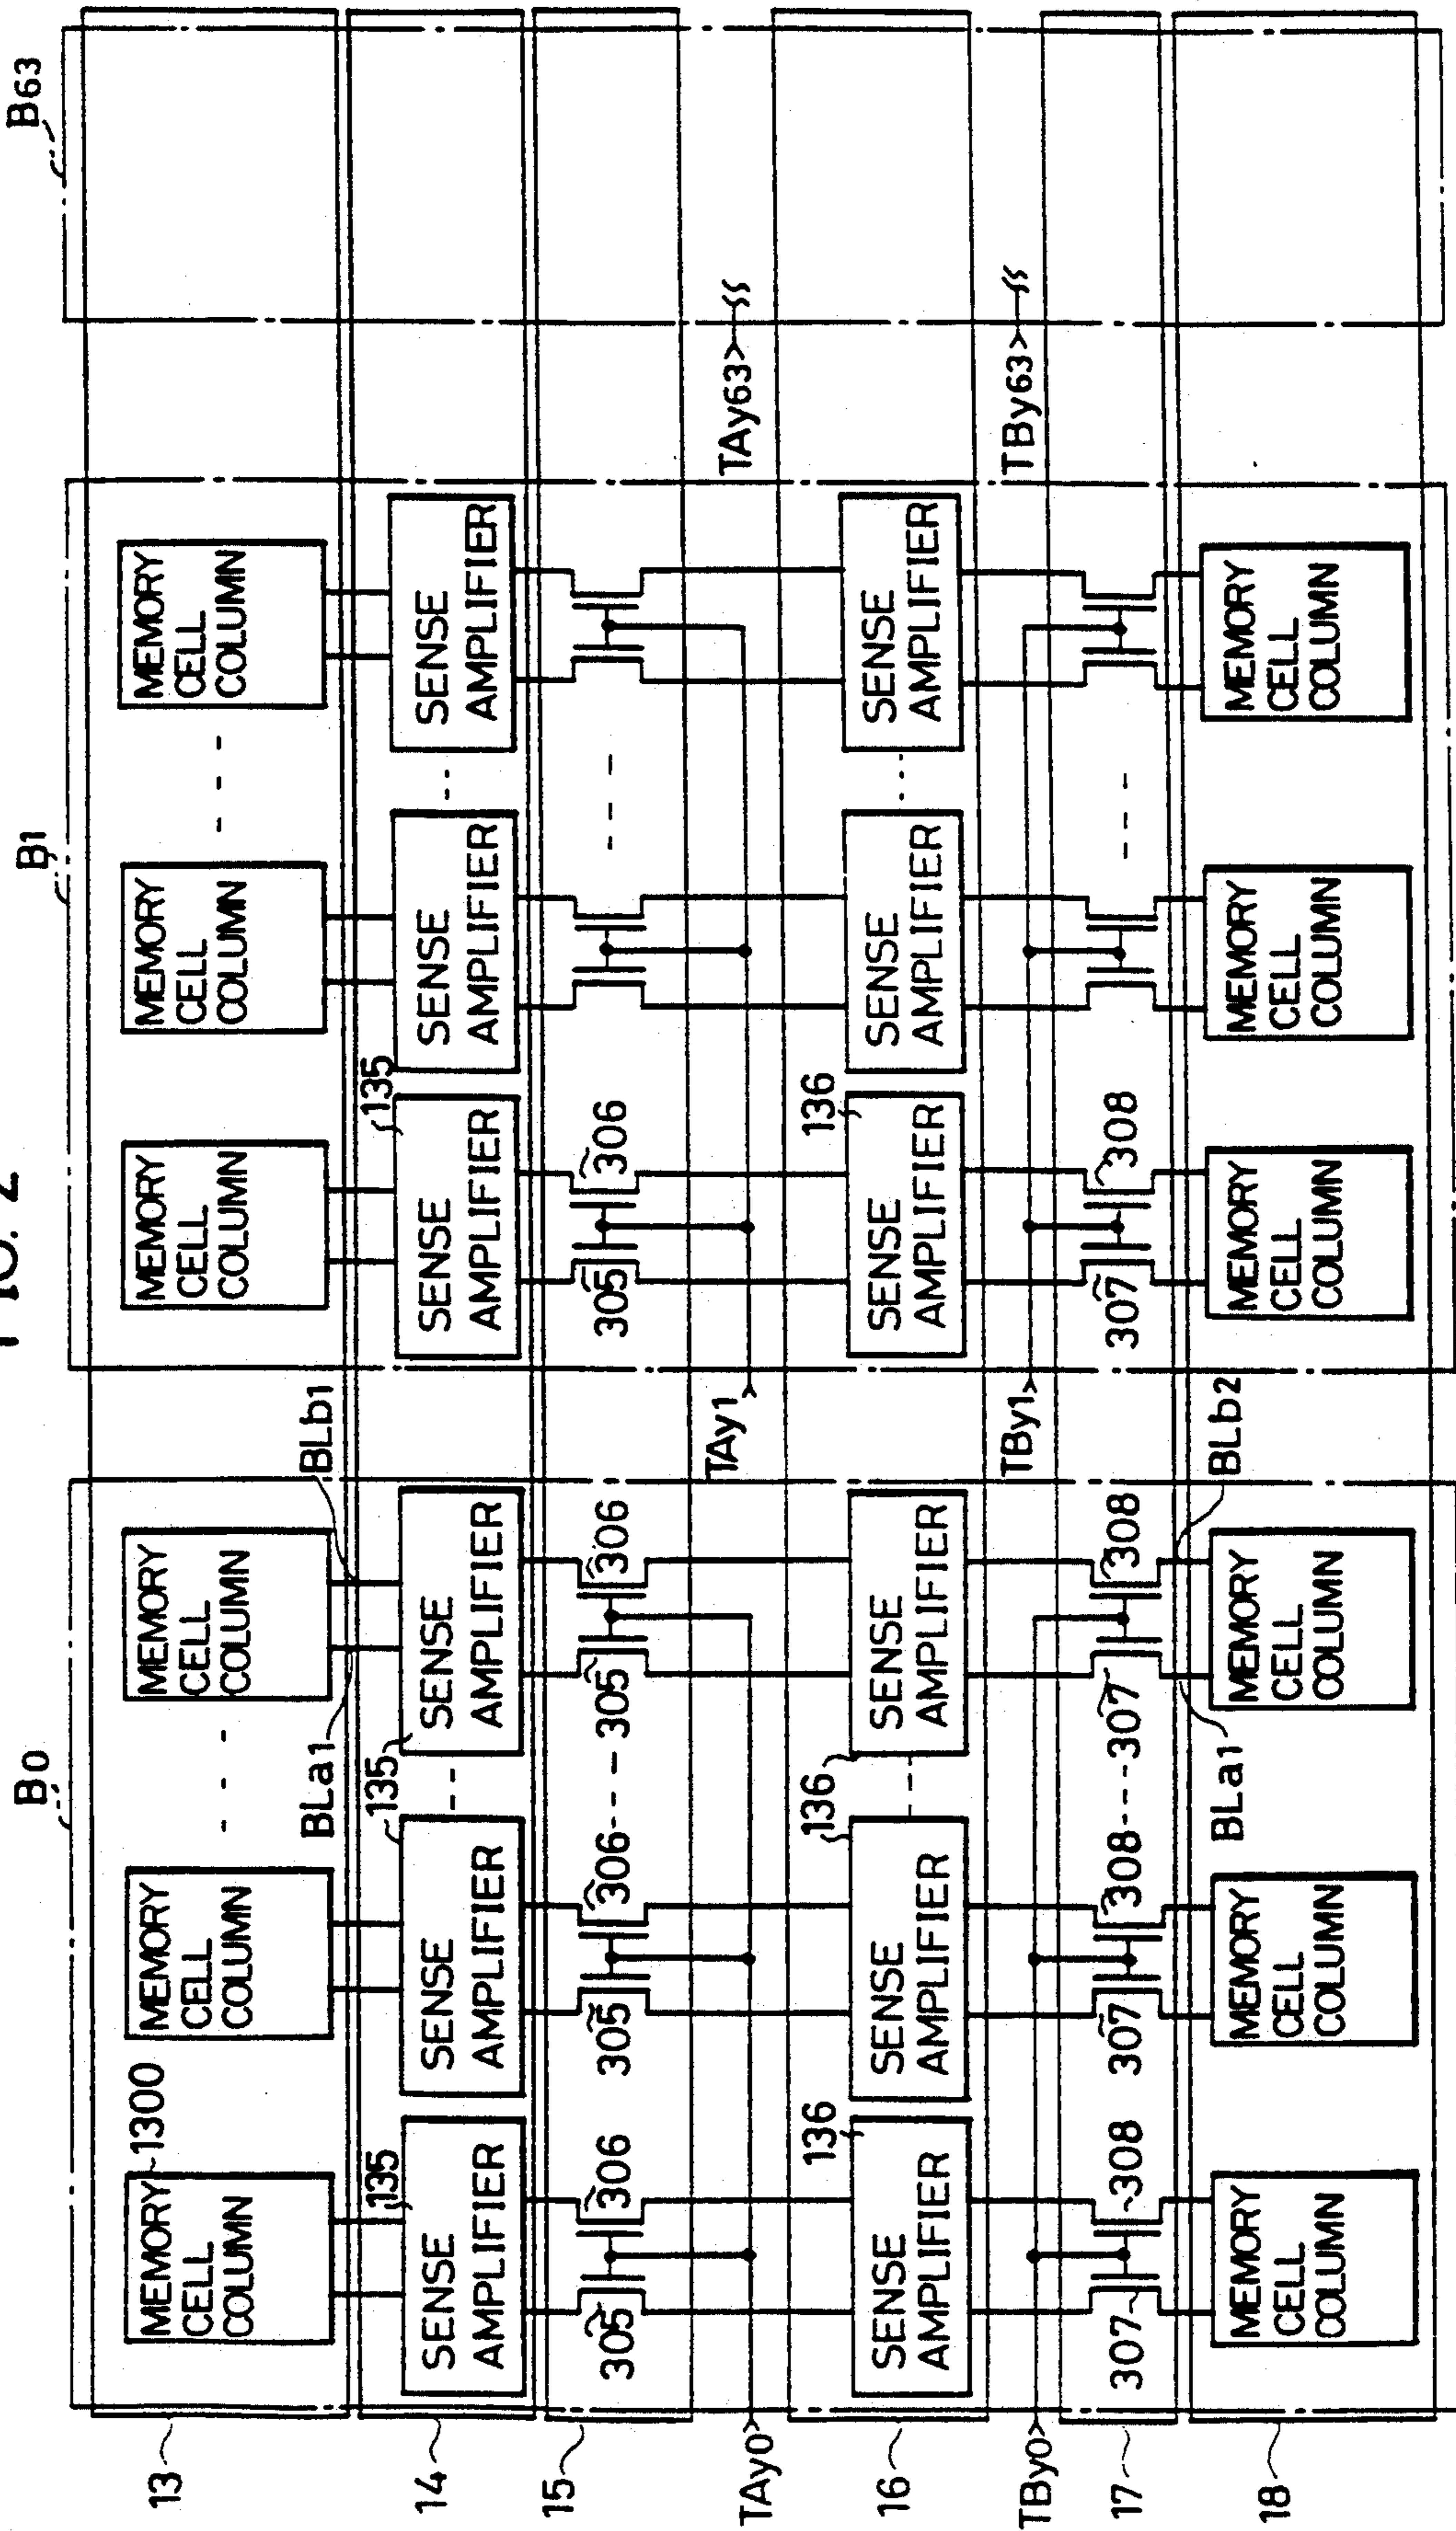 FIG. 2
B0
B1
B63
13
MEMORY
CELL
COLUMN
1300
MEMORY
CELL
COLUMN
- - - -
MEMORY
CELL
COLUMN
MEMORY
CELL
COLUMN
MEMORY
CELL
COLUMN
- - - -
MEMORY
CELL
COLUMN
BLa1
BLb1
14
135
SENSE
AMPLIFIER
135
SENSE
AMPLIFIER
- - -
SENSE
AMPLIFIER
135
SENSE
AMPLIFIER
SENSE
AMPLIFIER
- - -
SENSE
AMPLIFIER
15
305
306
305
306
- - - -
305
306
305
306
- - - -
TAy0
TAy1
TAy63
16
136
SENSE
AMPLIFIER
136
SENSE
AMPLIFIER
- - -
SENSE
AMPLIFIER
136
SENSE
AMPLIFIER
SENSE
AMPLIFIER
- - -
SENSE
AMPLIFIER
TBy0
TBy1
TBy63
17
307
308
307
308
- - - -
307
308
307
308
- - - -
BLa1
BLb2
18
MEMORY
CELL
COLUMN
MEMORY
CELL
COLUMN
MEMORY
CELL
COLUMN
MEMORY
CELL
COLUMN
MEMORY
CELL
COLUMN
MEMORY
CELL
COLUMN